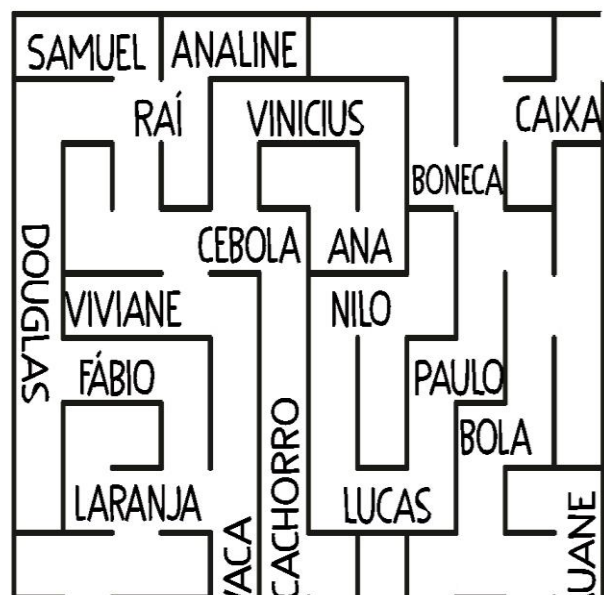 SAMUEL
ANALINE
RAÍ
VINICIUS
CAIXA
BONECA
DOUGLAS
CEBOLA
ANA
VIVIANE
NILO
FÁBIO
PAULO
CACHORRO
BOLA
LARANJA
LUCAS
VACA